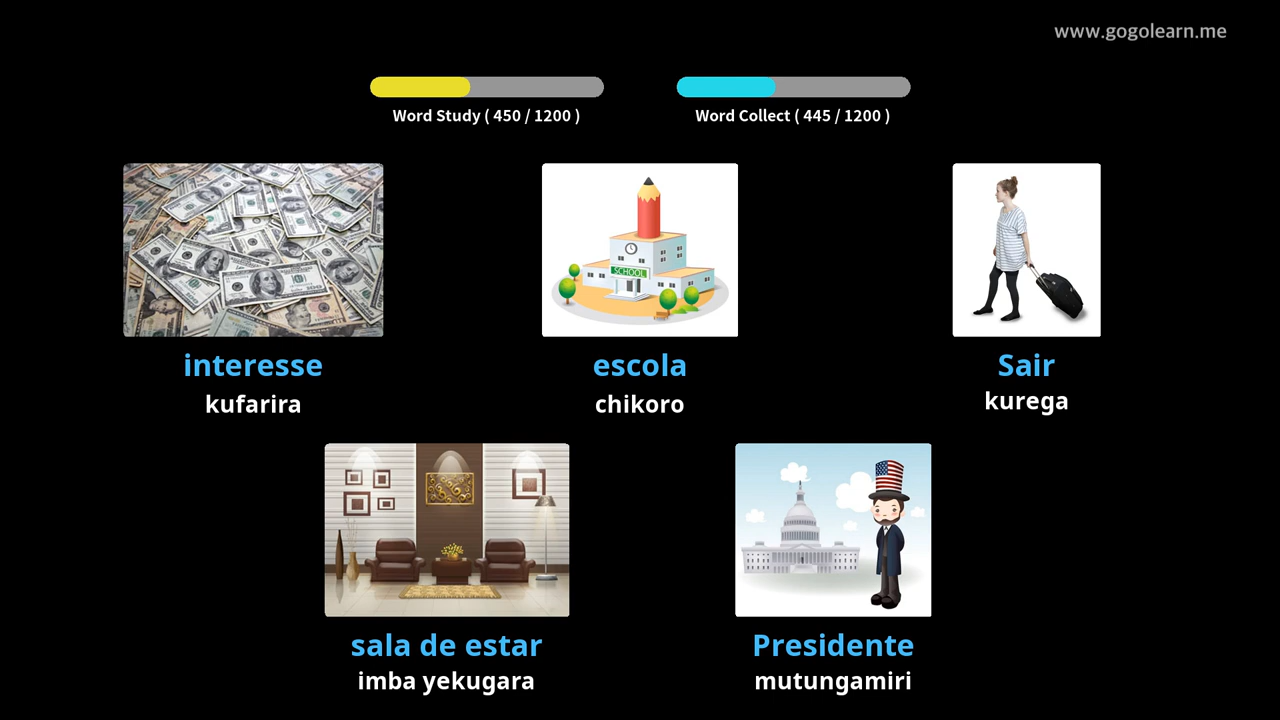 www.gogolearn.me
Word Study ( 450 / 1200 )
Word Collect ( 445 / 1200 )
SCHOOL
interesse
kufarira
escola
chikoro
Sair
kurega
sala de estar
imba yekugara
Presidente
mutungamiri